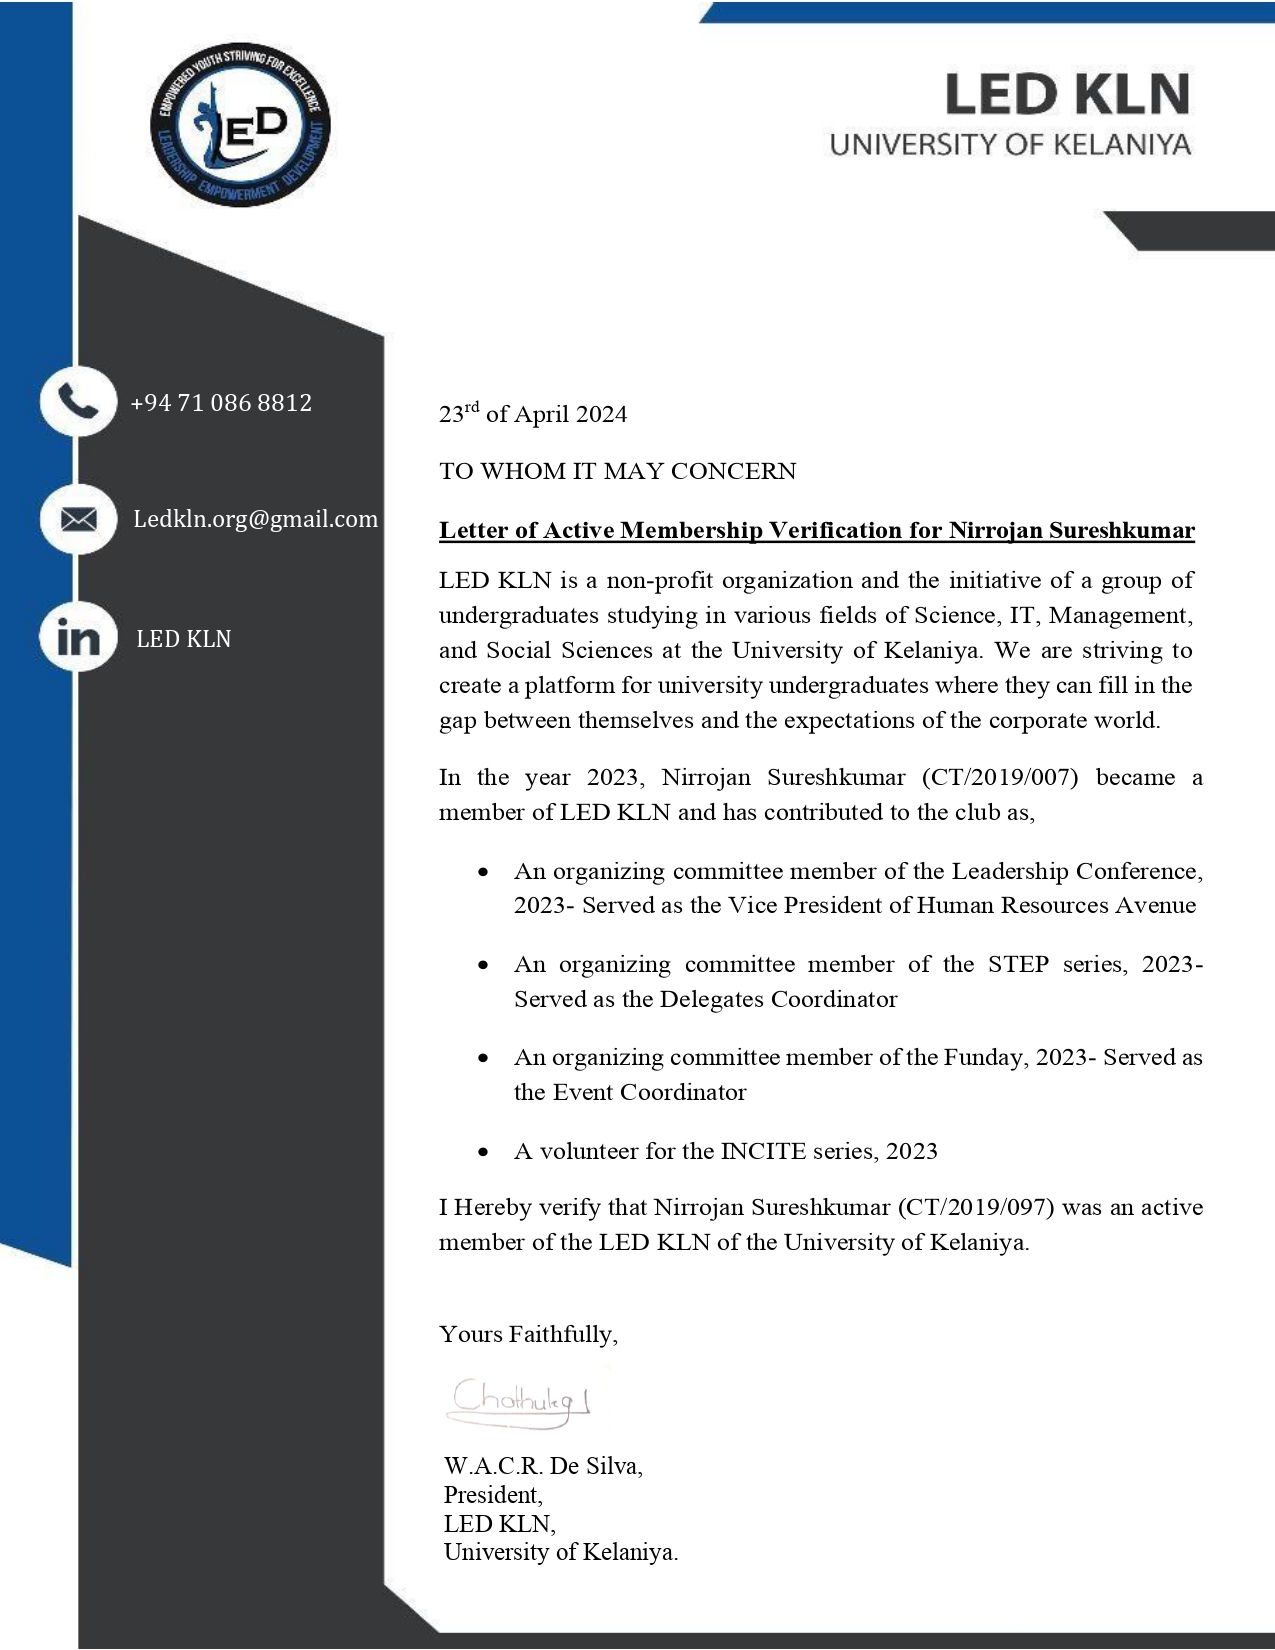 EMPOWERED YOUTH STRIVING FOR EXCELLENCE
LED
LEADERSHIP EMPOWERMENT DEVELOPMENT
LED KLN
UNIVERSITY OF KELANIYA
+94 71 086 8812
Ledkln.org@gmail.com
in LED KLN
23rd of April 2024
TO WHOM IT MAY CONCERN
Letter of Active Membership Verification for Nirrojan Sureshkumar
LED KLN is a non-profit organization and the initiative of a group of
undergraduates studying in various fields of Science, IT, Management,
and Social Sciences at the University of Kelaniya. We are striving to
create a platform for university undergraduates where they can fill in the
gap between themselves and the expectations of the corporate world.
In the year 2023, Nirrojan Sureshkumar (CT/2019/007) became a
member of LED KLN and has contributed to the club as,
• An organizing committee member of the Leadership Conference,
2023- Served as the Vice President of Human Resources Avenue
• An organizing committee member of the STEP series, 2023-
Served as the Delegates Coordinator
• An organizing committee member of the Funday, 2023- Served as
the Event Coordinator
• A volunteer for the INCITE series, 2023
I Hereby verify that Nirrojan Sureshkumar (CT/2019/097) was an active
member of the LED KLN of the University of Kelaniya.
Yours Faithfully,
W.A.C.R. De Silva,
President,
LED KLN,
University of Kelaniya.